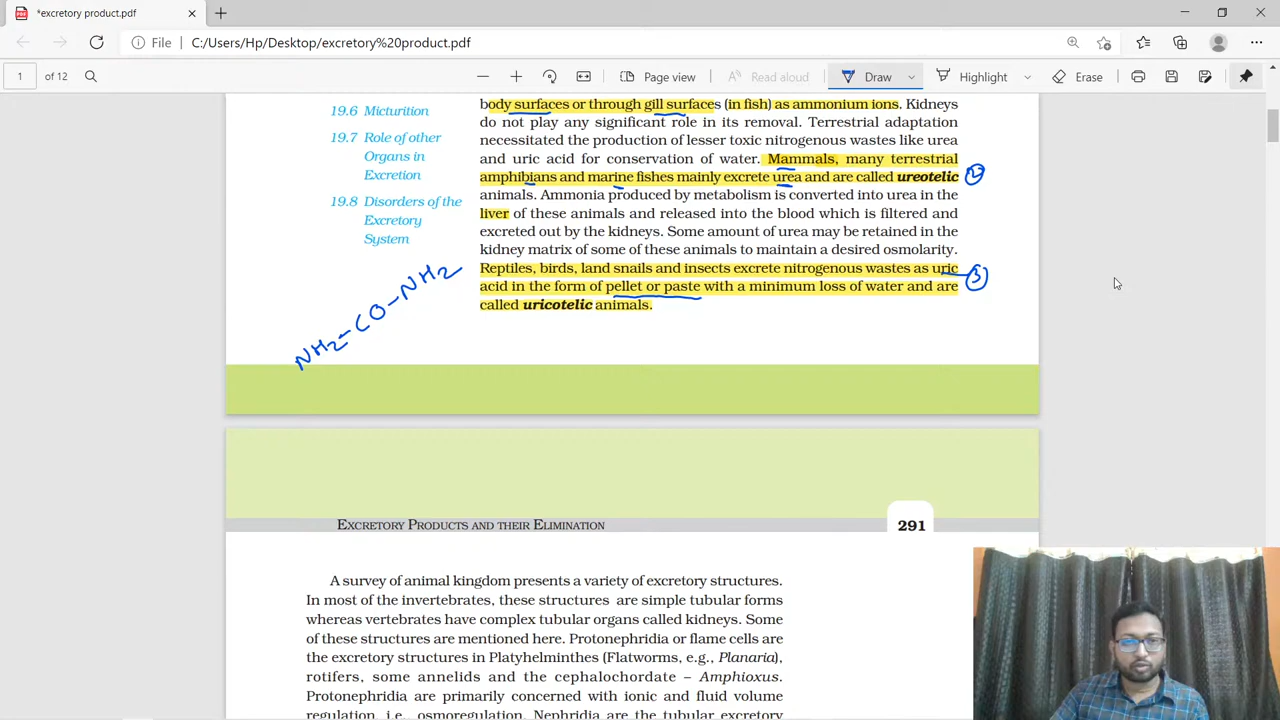 *excretory product.pdf
File C:/Users/Hp/Desktop/excretory%20product.pdf
1 of 12 Page view Read aloud Draw Highlight Erase
19.6 Micturition
19.7 Role of other
Organs in
Excretion
19.8 Disorders of the
Excretory
System
body surfaces or through gill surfaces (in fish) as ammonium ions. Kidneys
do not play any significant role in its removal. Terrestrial adaptation
necessitated the production of lesser toxic nitrogenous wastes like urea
and uric acid for conservation of water. Mammals, many terrestrial
amphibians and marine fishes mainly excrete urea and are called ureotelic
animals. Ammonia produced by metabolism is converted into urea in the
liver of these animals and released into the blood which is filtered and
excreted out by the kidneys. Some amount of urea may be retained in the
kidney matrix of some of these animals to maintain a desired osmolarity.
Reptiles, birds, land snails and insects excrete nitrogenous wastes as uric
acid in the form of pellet or paste with a minimum loss of water and are
called uricotelic animals.
2
3
NH2-CO-NH2
EXCRETORY PRODUCTS AND THEIR ELIMINATION 291
A survey of animal kingdom presents a variety of excretory structures.
In most of the invertebrates, these structures are simple tubular forms
whereas vertebrates have complex tubular organs called kidneys. Some
of these structures are mentioned here. Protonephridia or flame cells are
the excretory structures in Platyhelminthes (Flatworms, e.g., Planaria),
rotifers, some annelids and the cephalochordate – Amphioxus.
Protonephridia are primarily concerned with ionic and fluid volume
regulation, i.e., osmoregulation. Nephridia are the tubular excretory